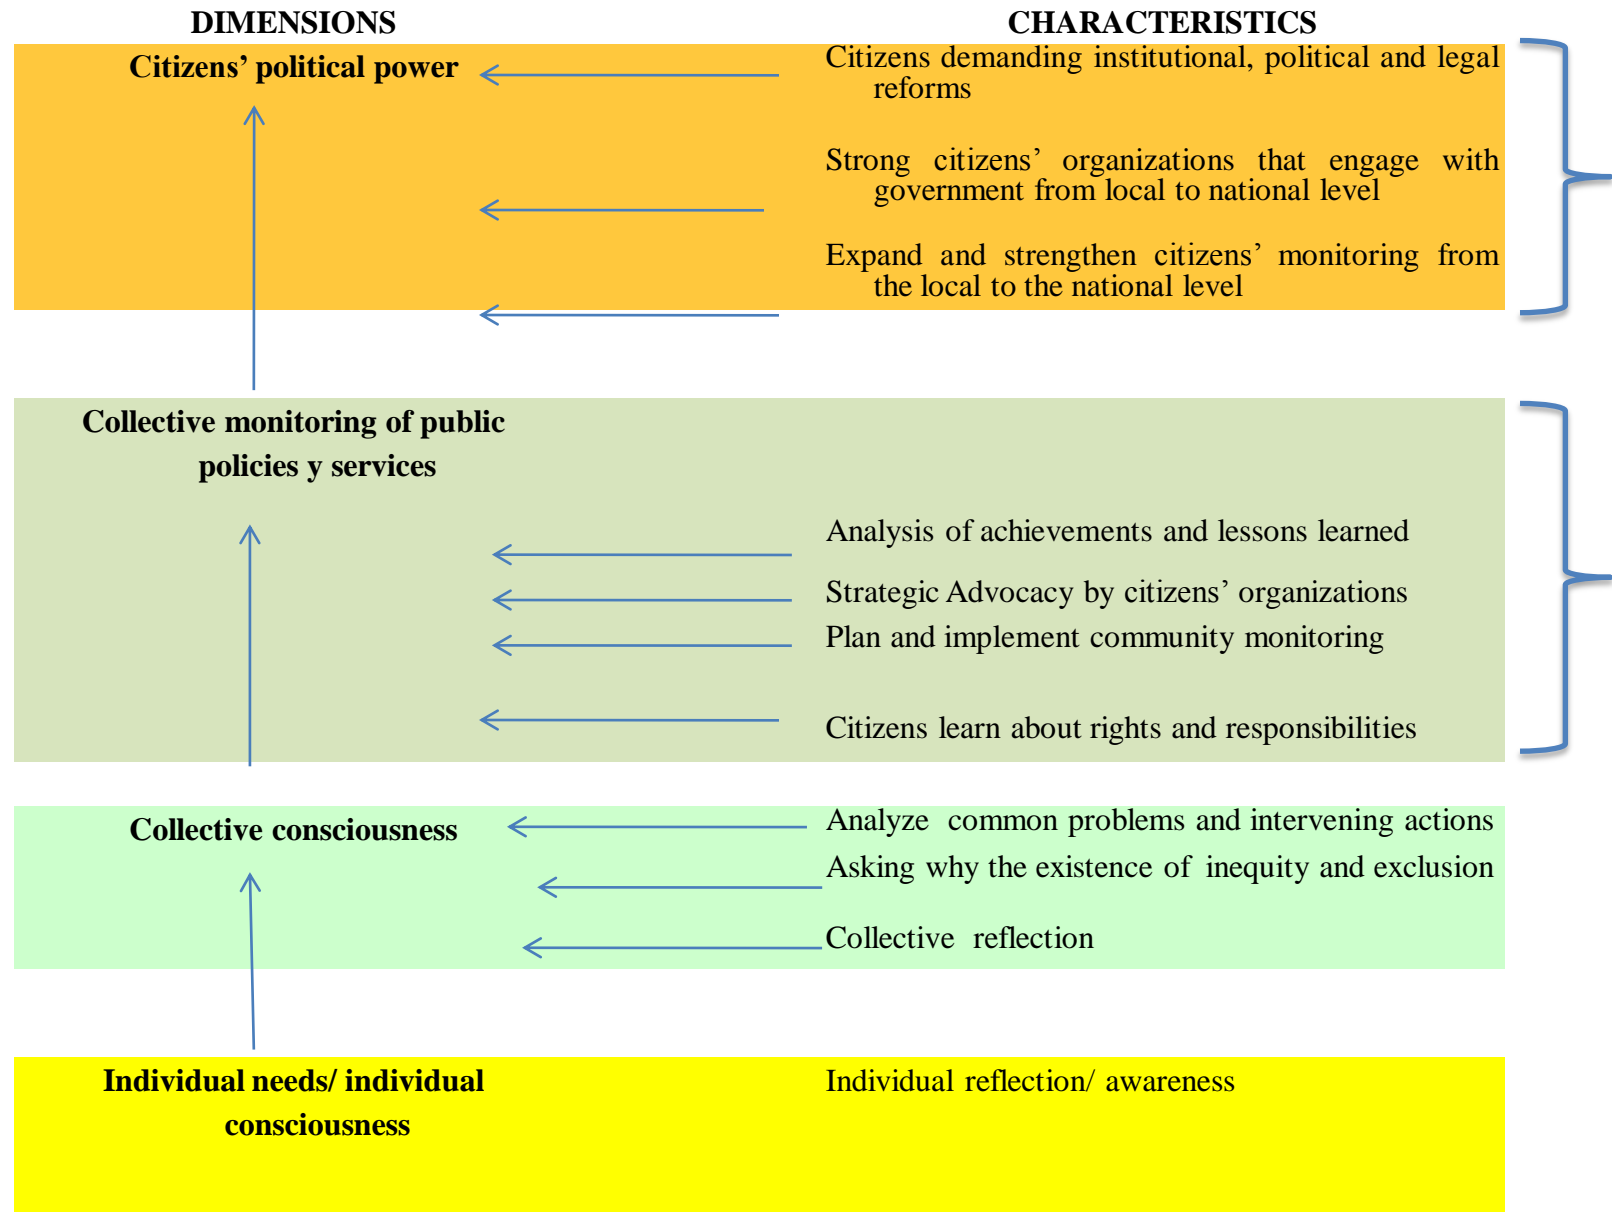 DIMENSIONS
CHARACTERISTICS
Citizens’ political power
Citizens demanding institutional, political and legal
reforms
Strong citizens’ organizations that engage with
government from local to national level
Expand and strengthen citizens’ monitoring from
the local to the national level
Collective monitoring of public
policies y services
Analysis of achievements and lessons learned
Strategic Advocacy by citizens’ organizations
Plan and implement community monitoring
Citizens learn about rights and responsibilities
Collective consciousness
Analyze common problems and intervening actions
Asking why the existence of inequity and exclusion
Collective reflection
Individual needs/ individual
consciousness
Individual reflection/ awareness